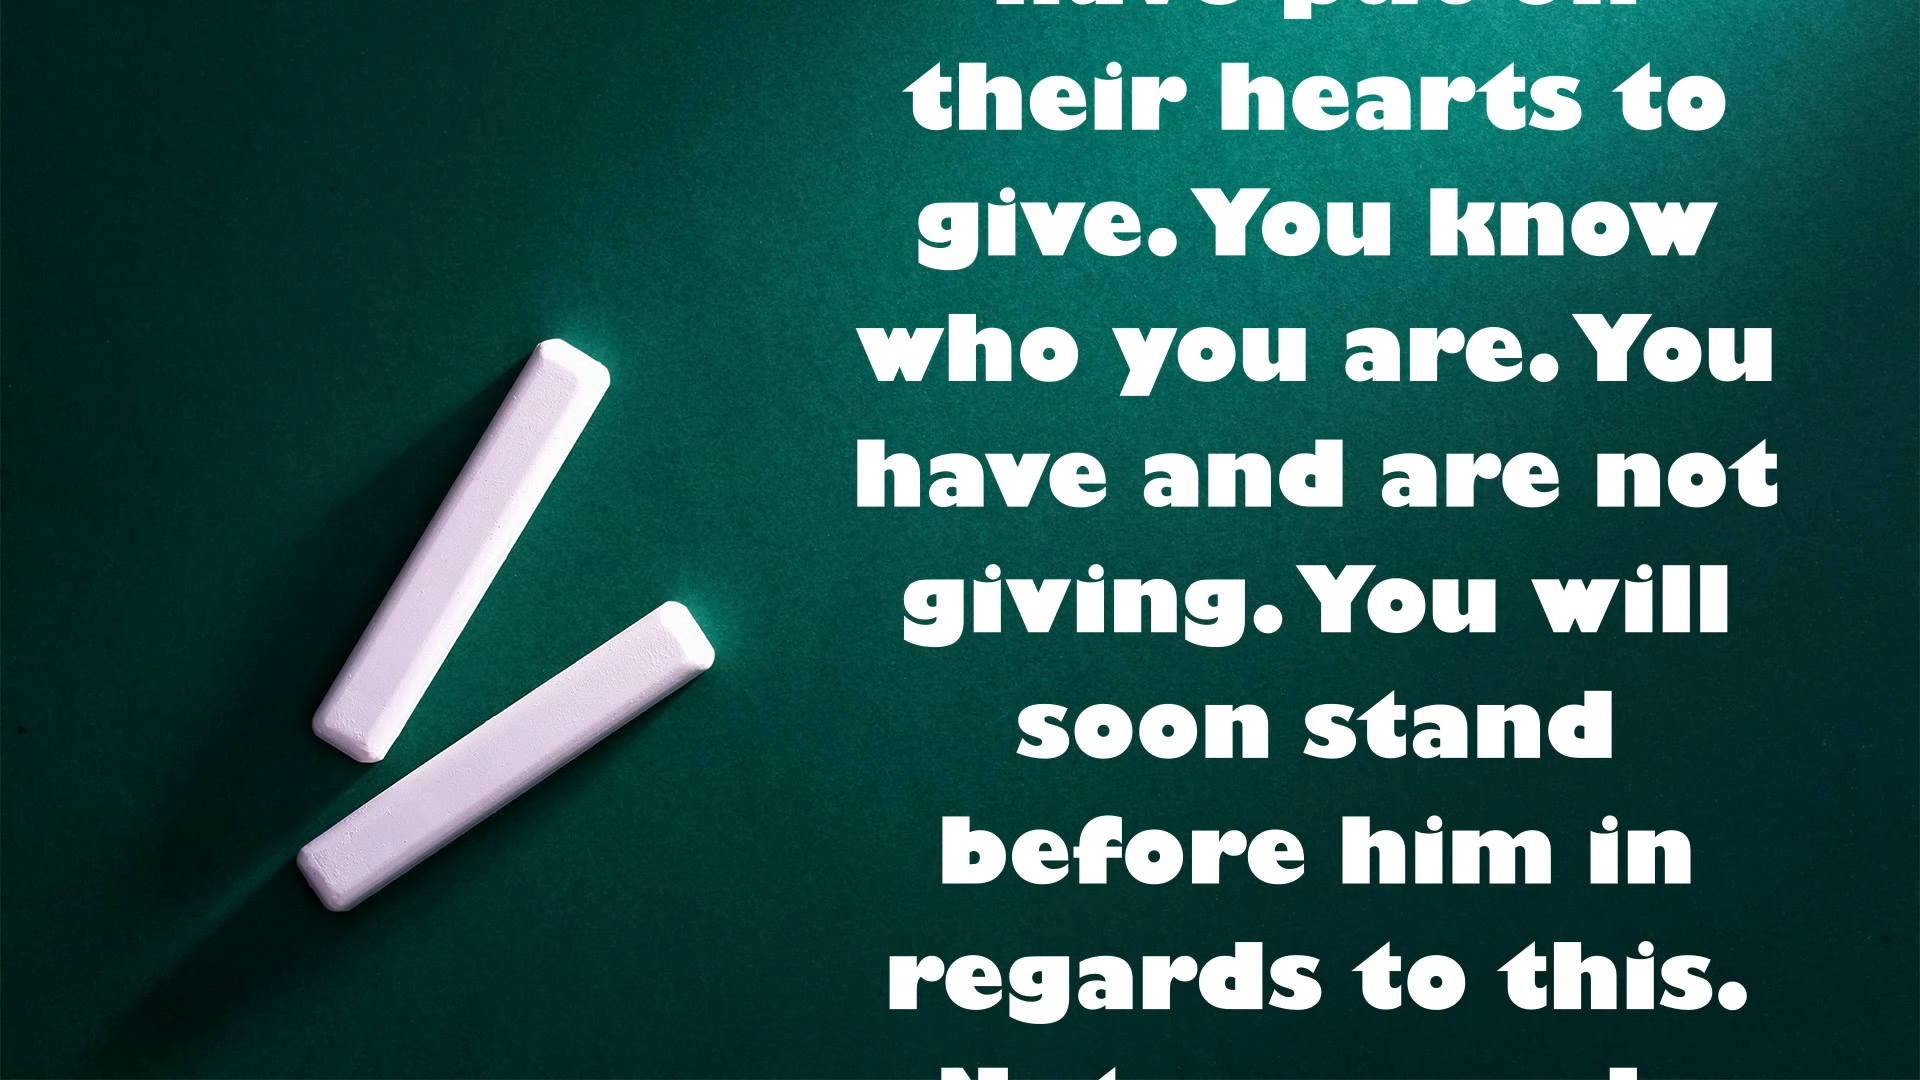 their hearts to
give. You know
who you are. You
have and are not
giving. You will
soon stand
before him in
regards to this.